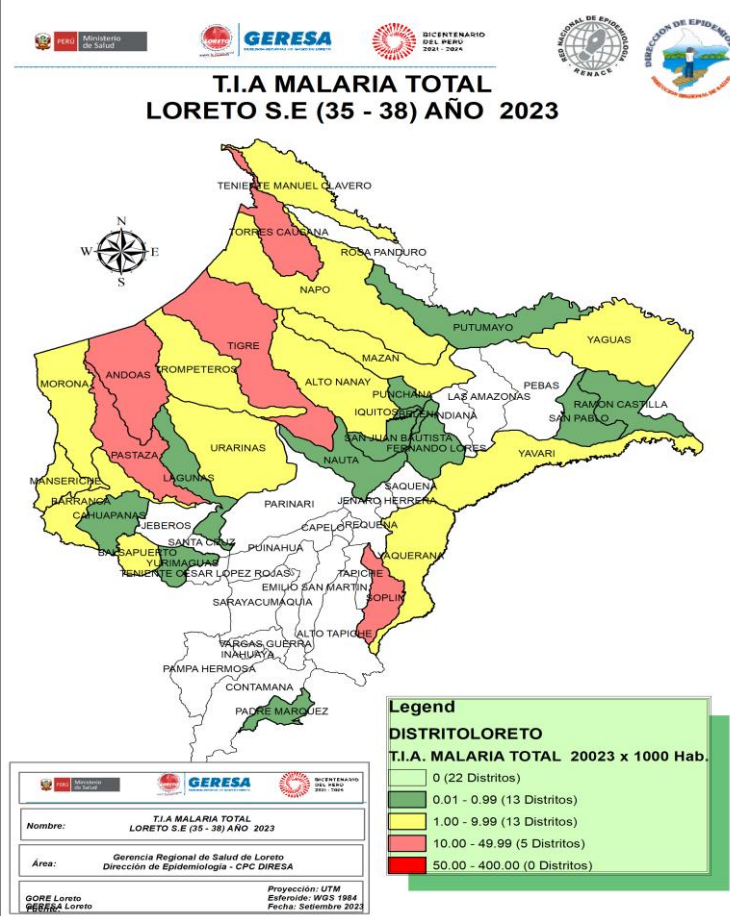 PERÚ Ministerio de Salud
GERESA
BICENTENARIO
DEL PERÚ
2021 - 2024
RED NACIONAL DE EPIDEMIOLOGIA
- RENACE -
DIRECCION DE EPIDEMIO
T.I.A MALARIA TOTAL
LORETO S.E (35 - 38) AÑO 2023
N
W E
S
TENIENTE MANUEL CLAVERO
TORRES CAUSANA
ROSA PANDURO
NAPO
PUTUMAYO
YAGUAS
TIGRE
MAZAN
ANDOAS
TROMPETEROS
MORONA
ALTO NANAY
PEBAS
PUNCHANA
LAS AMAZONAS
RAMON CASTILLA
IQUITOS
BELEN
INDIANA
SAN PABLO
SAN JUAN BAUTISTA
URARINAS
FERNANDO LORES
PASTAZA
YAVARI
NAUTA
LAGUNAS
MANSERICHE
SAQUENA
BARRANCA
JENARO HERRERA
PARINARI
CAHUAPANAS
JEBEROS
CAPELO
REQUENA
SANTA CRUZ
PUINAHUA
BALSAPUERTO
YAQUERANA
YURIMAGUAS
TENIENTE CESAR LOPEZ ROJAS
TAPICHE
EMILIO SAN MARTIN
SOPLIN
SARAYACU
MAQUIA
ALTO TAPICHE
VARGAS GUERRA
INAHUAYA
PAMPA HERMOSA
CONTAMANA
PADRE MARQUEZ
Legend
DISTRITOLORETO
T.I.A. MALARIA TOTAL 20023 x 1000 Hab.
0 (22 Distritos)
0.01 - 0.99 (13 Distritos)
1.00 - 9.99 (13 Distritos)
10.00 - 49.99 (5 Distritos)
50.00 - 400.00 (0 Distritos)
PERÚ Ministerio de Salud
GERESA
BICENTENARIO
DEL PERÚ
2021 - 2024
Nombre:
T.I.A MALARIA TOTAL
LORETO S.E (35 - 38) AÑO 2023
Área:
Gerencia Regional de Salud de Loreto
Dirección de Epidemiología - CPC DIRESA
GORE Loreto
GERESA Loreto
Fuente:
Proyección: UTM
Esferoide: WGS 1984
Fecha: Setiembre 2023